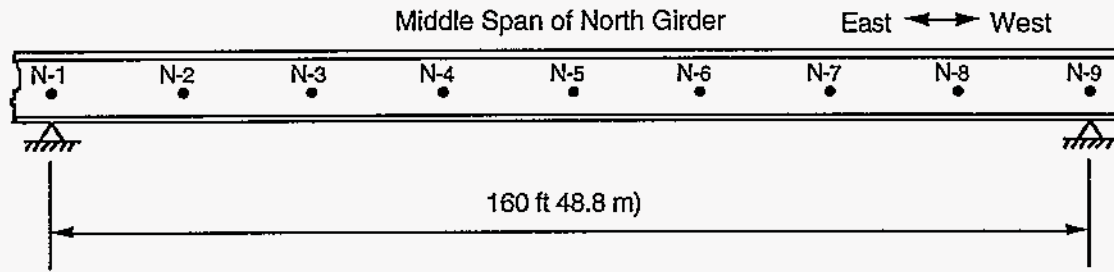 Middle Span of North Girder East West
N-1 N-2 N-3 N-4 N-5 N-6 N-7 N-8 N-9
160 ft 48.8 m)